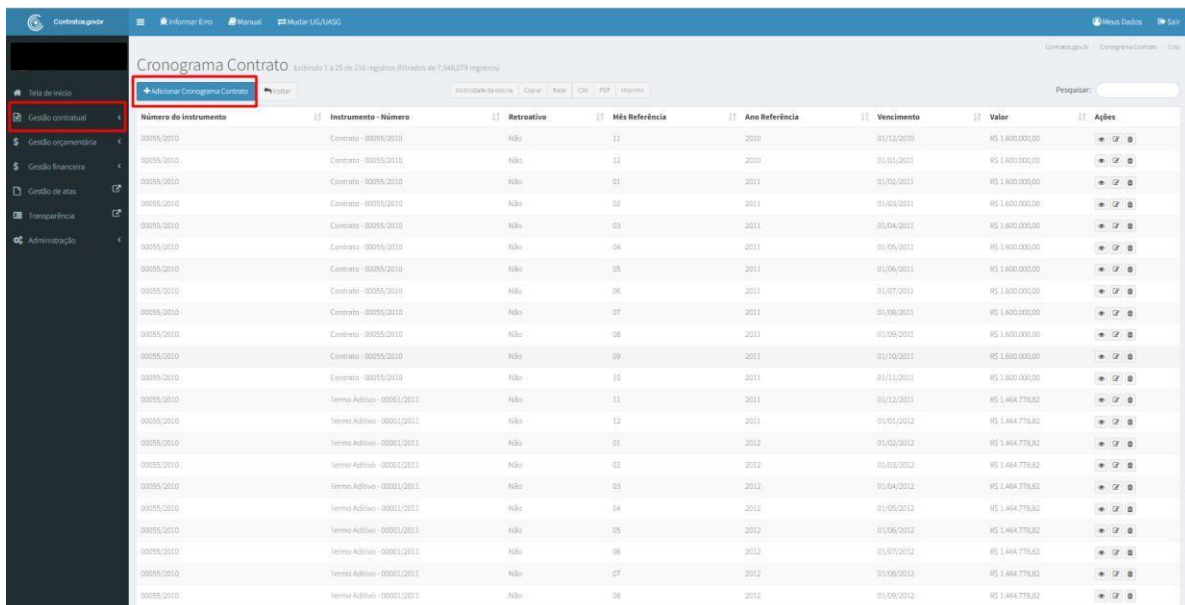 Contratos.gov.br Informar Erro Manual Mudar UG/UASG Meus Dados Sair
Contratos.gov.br Cronograma Contrato Lista
Cronograma Contrato Exibindo 1 a 25 de 216 registros (filtrados de 7,548,079 registros)
Tela de início
Adicionar Cronograma Contrato Voltar Visibilidade da coluna Copiar Excel CSV PDF Imprimir Pesquisar:
Gestão contratual
Gestão orçamentária
Gestão financeira
Gestão de atas
Transparência
Administração
Número do instrumento Instrumento - Número Retroativo Mês Referência Ano Referência Vencimento Valor Ações
00055/2010 Contrato - 00055/2010 Não 11 2010 01/12/2010 R$ 1.600.000,00
00055/2010 Contrato - 00055/2010 Não 12 2010 01/01/2011 R$ 1.600.000,00
00055/2010 Contrato - 00055/2010 Não 01 2011 01/02/2011 R$ 1.600.000,00
00055/2010 Contrato - 00055/2010 Não 02 2011 01/03/2011 R$ 1.600.000,00
00055/2010 Contrato - 00055/2010 Não 03 2011 01/04/2011 R$ 1.600.000,00
00055/2010 Contrato - 00055/2010 Não 04 2011 01/05/2011 R$ 1.600.000,00
00055/2010 Contrato - 00055/2010 Não 05 2011 01/06/2011 R$ 1.600.000,00
00055/2010 Contrato - 00055/2010 Não 06 2011 01/07/2011 R$ 1.600.000,00
00055/2010 Contrato - 00055/2010 Não 07 2011 01/08/2011 R$ 1.600.000,00
00055/2010 Contrato - 00055/2010 Não 08 2011 01/09/2011 R$ 1.600.000,00
00055/2010 Contrato - 00055/2010 Não 09 2011 01/10/2011 R$ 1.600.000,00
00055/2010 Contrato - 00055/2010 Não 10 2011 01/11/2011 R$ 1.600.000,00
00055/2010 Termo Aditivo - 00001/2011 Não 11 2011 01/12/2011 R$ 1.464.778,82
00055/2010 Termo Aditivo - 00001/2011 Não 12 2011 01/01/2012 R$ 1.464.778,82
00055/2010 Termo Aditivo - 00001/2011 Não 01 2012 01/02/2012 R$ 1.464.778,82
00055/2010 Termo Aditivo - 00001/2011 Não 02 2012 01/03/2012 R$ 1.464.778,82
00055/2010 Termo Aditivo - 00001/2011 Não 03 2012 01/04/2012 R$ 1.464.778,82
00055/2010 Termo Aditivo - 00001/2011 Não 04 2012 01/05/2012 R$ 1.464.778,82
00055/2010 Termo Aditivo - 00001/2011 Não 05 2012 01/06/2012 R$ 1.464.778,82
00055/2010 Termo Aditivo - 00001/2011 Não 06 2012 01/07/2012 R$ 1.464.778,82
00055/2010 Termo Aditivo - 00001/2011 Não 07 2012 01/08/2012 R$ 1.464.778,82
00055/2010 Termo Aditivo - 00001/2011 Não 08 2012 01/09/2012 R$ 1.464.778,82